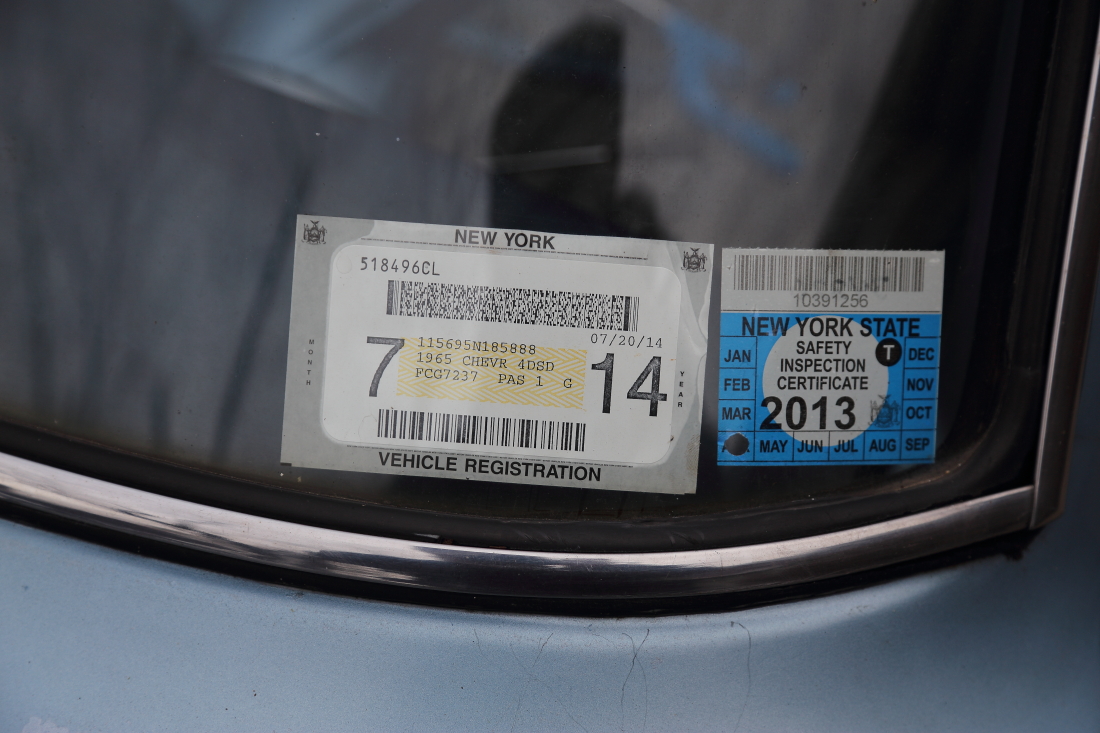 NEW YORK
518496CL
07/20/14
MONTH
7
115695N185888
1965 CHEVR 4DSD
FCG7237 PAS 1 G
14
YEAR
VEHICLE REGISTRATION
10391256
NEW YORK STATE
SAFETY
INSPECTION
CERTIFICATE
2013
T
JAN
FEB
MAR
MAY JUN JUL AUG SEP
OCT
NOV
DEC